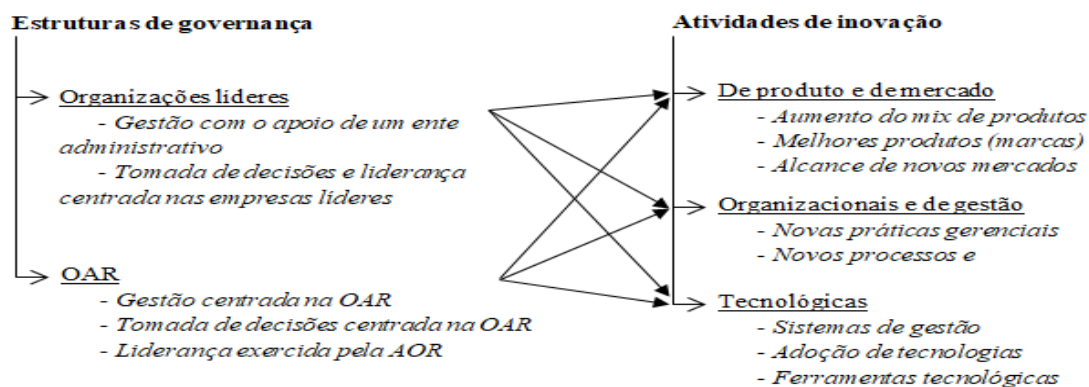 Estruturas de governança
Organizações líderes
- Gestão com o apoio de um ente
administrativo
- Tomada de decisões e liderança
centrada nas empresas líderes
OAR
- Gestão centrada na OAR
- Tomada de decisões centrada na OAR
- Liderança exercida pela AOR
Atividades de inovação
De produto e de mercado
- Aumento do mix de produtos
- Melhores produtos (marcas)
- Alcance de novos mercados
Organizacionais e de gestão
- Novas práticas gerenciais
- Novos processos e
Tecnológicas
- Sistemas de gestão
- Adoção de tecnologias
- Ferramentas tecnológicas